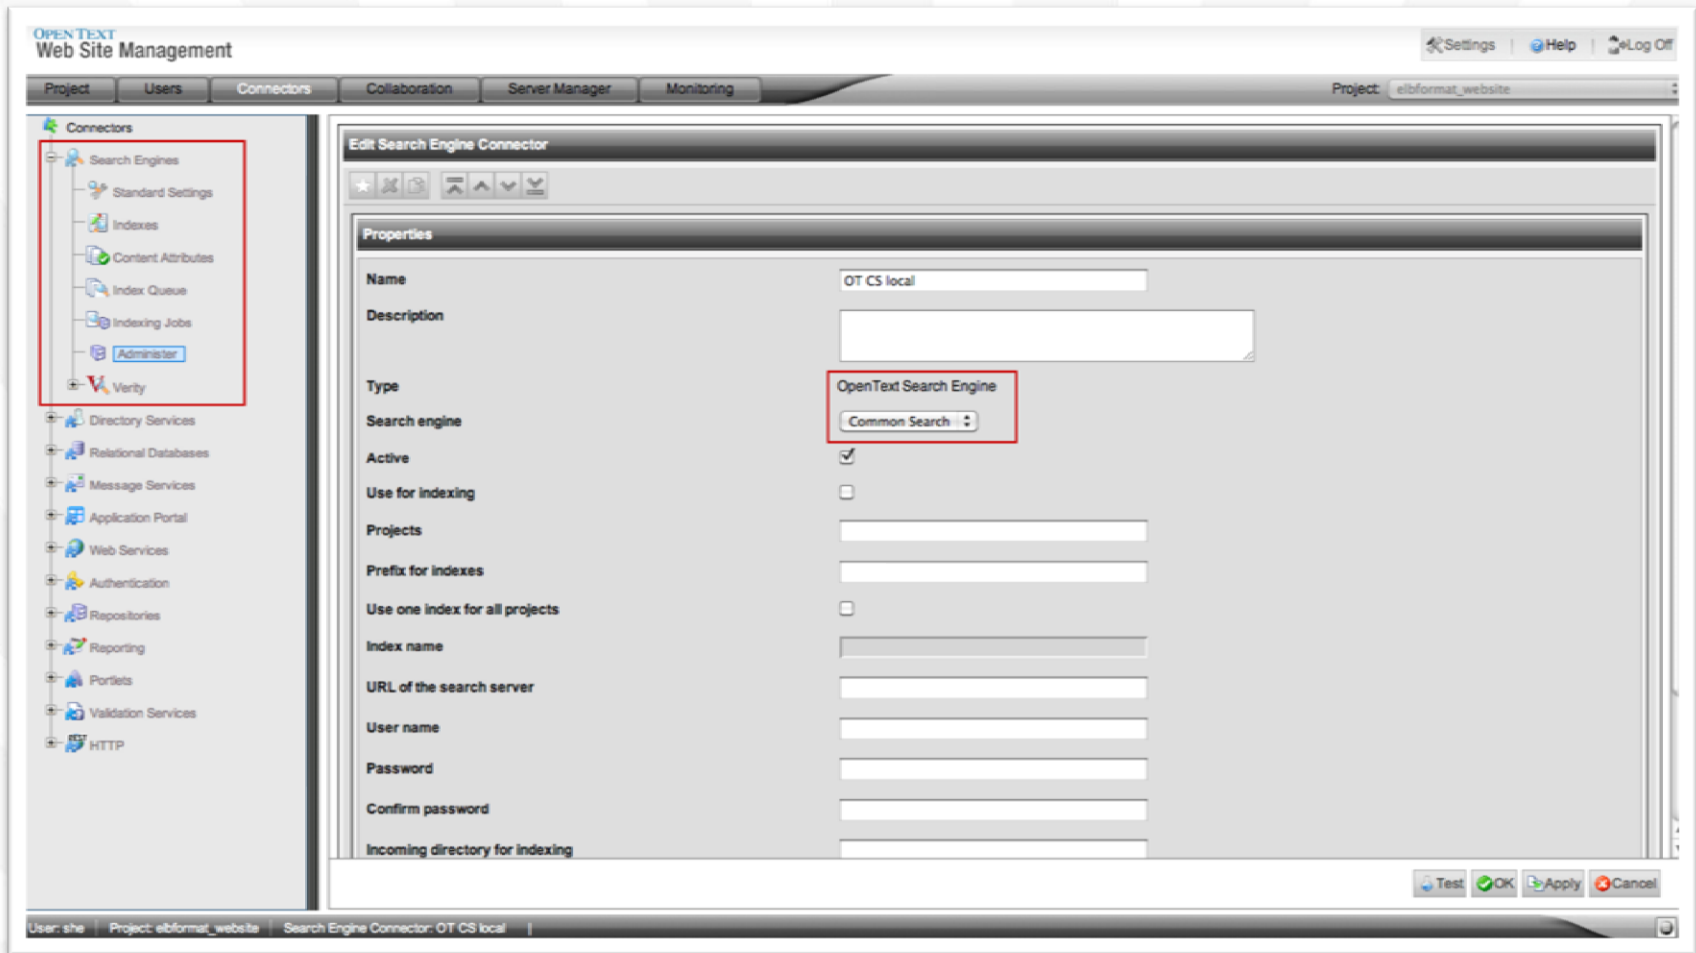 OPEN TEXT
Web Site Management
Settings | Help | Log Off
Project Users Connectors Collaboration Server Manager Monitoring
Project: elbformat_website
Connectors
Search Engines
Standard Settings
Indexes
Content Attributes
Index Queue
Indexing Jobs
Administer
Verity
Directory Services
Relational Databases
Message Services
Application Portal
Web Services
Authentication
Repositories
Reporting
Portlets
Validation Services
HTTP
Edit Search Engine Connector
Properties
Name OT CS local
Description
Type OpenText Search Engine
Search engine Common Search
Active
Use for indexing
Projects
Prefix for indexes
Use one index for all projects
Index name
URL of the search server
User name
Password
Confirm password
Incoming directory for indexing
Test OK Apply Cancel
User: she | Project: elbformat_website | Search Engine Connector: OT CS local |